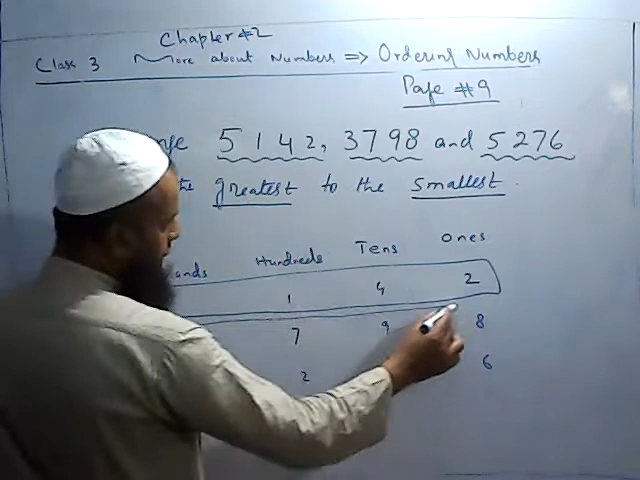 Chapter #2
Class 3 More about Numbers => Ordering Numbers
Page #9
5142, 3798 and 5276
the greatest to the smallest.
Hundreds Tens Ones
1 4 2
7 9 8
2 6